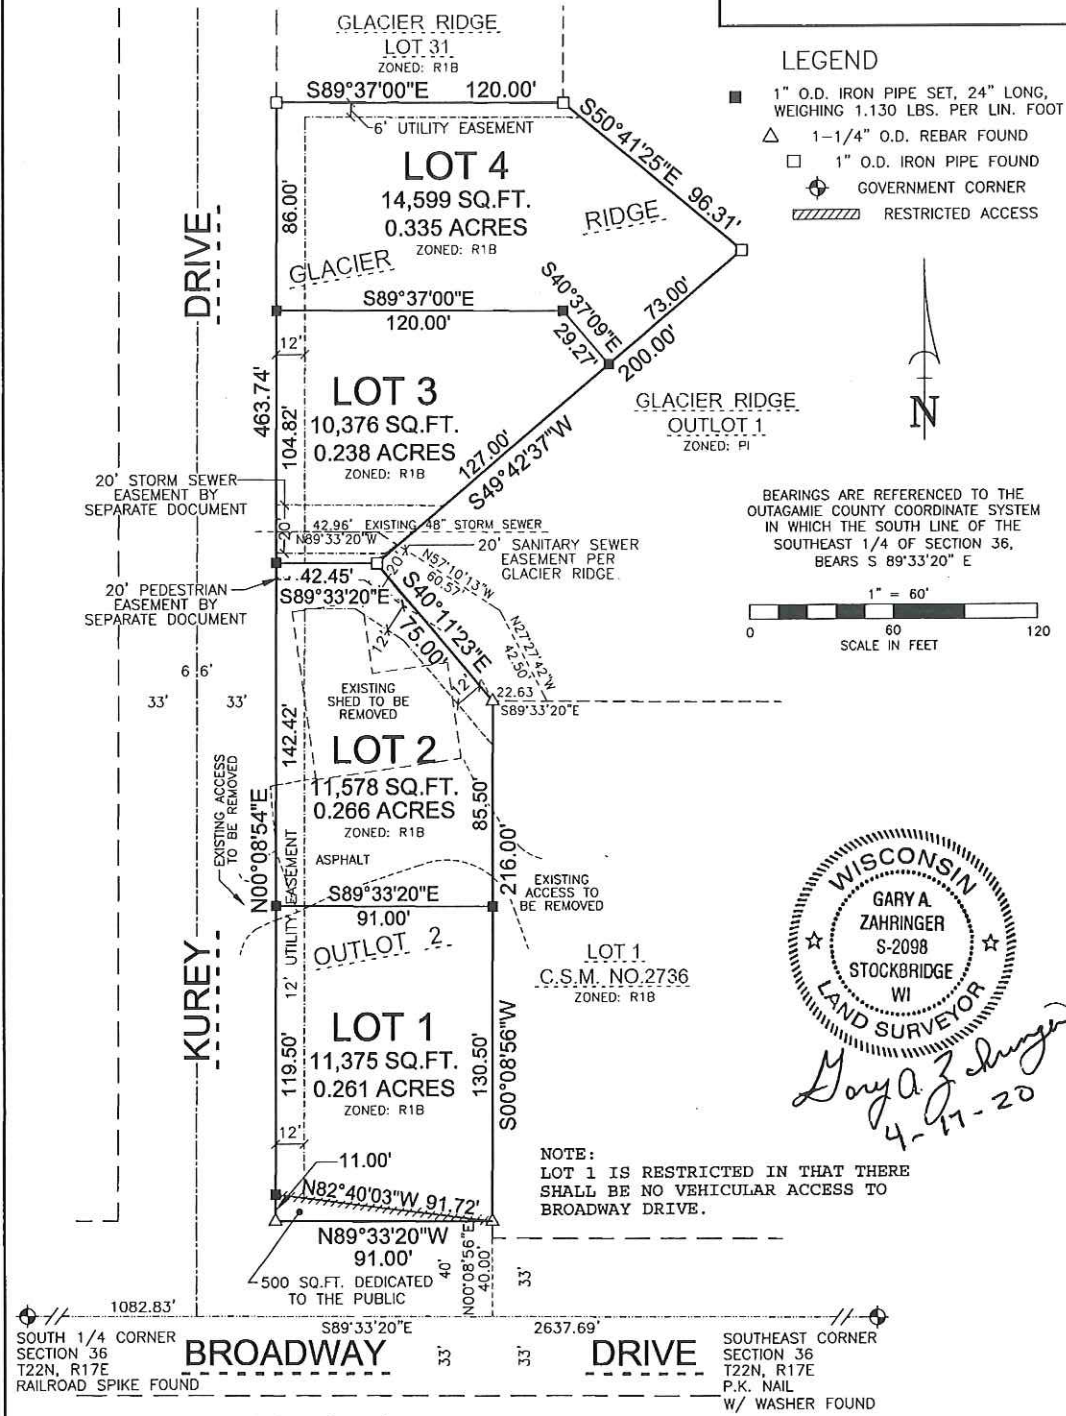 GLACIER RIDGE
LOT 31
ZONED: R1B
S89°37'00"E 120.00'
6' UTILITY EASEMENT
LOT 4
14,599 SQ.FT.
0.335 ACRES
ZONED: R1B
S50°41'25"E 96.31'
86.00'
GLACIER RIDGE
DRIVE
S89°37'00"E
120.00'
S40°37'09"E
29.27'
73.00'
200.00'
12'
LOT 3
10,376 SQ.FT.
0.238 ACRES
ZONED: R1B
463.74'
104.82'
127.00'
S49°42'37"W
GLACIER RIDGE
OUTLOT 1
ZONED: PI
20' STORM SEWER
EASEMENT BY
SEPARATE DOCUMENT
20'
42.96' EXISTING 48" STORM SEWER
N89°33'20"W
20' SANITARY SEWER
EASEMENT PER
GLACIER RIDGE
20'
N57°10'13"W
60.57'
42.45'
S89°33'20"E
20' PEDESTRIAN
EASEMENT BY
SEPARATE DOCUMENT
S40°11'23"E
75.00'
12'
12'
N27°27'42"W
42.50'
22.63
S89°33'20"E
66'
33' 33'
EXISTING
SHED TO BE
REMOVED
142.42'
LOT 2
11,578 SQ.FT.
0.266 ACRES
ZONED: R1B
85.50'
216.00'
EXISTING ACCESS
TO BE REMOVED
N00°08'54"E
ASPHALT
12' UTILITY EASEMENT
S89°33'20"E
91.00'
EXISTING
ACCESS TO
BE REMOVED
OUTLOT 2
LOT 1
C.S.M. NO.2736
ZONED: R1B
KUREY
LOT 1
11,375 SQ.FT.
0.261 ACRES
ZONED: R1B
119.50'
130.50'
S00°08'56"W
12'
11.00'
N82°40'03"W 91.72'
N89°33'20"W
91.00'
500 SQ.FT. DEDICATED
TO THE PUBLIC
40'
N00°08'56"E
40.00'
33'
NOTE:
LOT 1 IS RESTRICTED IN THAT THERE
SHALL BE NO VEHICULAR ACCESS TO
BROADWAY DRIVE.
1082.83'
S89°33'20"E 2637.69'
SOUTH 1/4 CORNER
SECTION 36
T22N, R17E
RAILROAD SPIKE FOUND
BROADWAY DRIVE
33' 33'
SOUTHEAST CORNER
SECTION 36
T22N, R17E
P.K. NAIL
W/ WASHER FOUND
LEGEND
1" O.D. IRON PIPE SET, 24" LONG,
WEIGHING 1.130 LBS. PER LIN. FOOT
1-1/4" O.D. REBAR FOUND
1" O.D. IRON PIPE FOUND
GOVERNMENT CORNER
RESTRICTED ACCESS
N
BEARINGS ARE REFERENCED TO THE
OUTAGAMIE COUNTY COORDINATE SYSTEM
IN WHICH THE SOUTH LINE OF THE
SOUTHEAST 1/4 OF SECTION 36,
BEARS S 89°33'20" E
1" = 60'
0 60 120
SCALE IN FEET
WISCONSIN
GARY A.
ZAHRINGER
S-2098
STOCKBRIDGE
WI
LAND SURVEYOR
Gary A. Zahringer
4-17-20